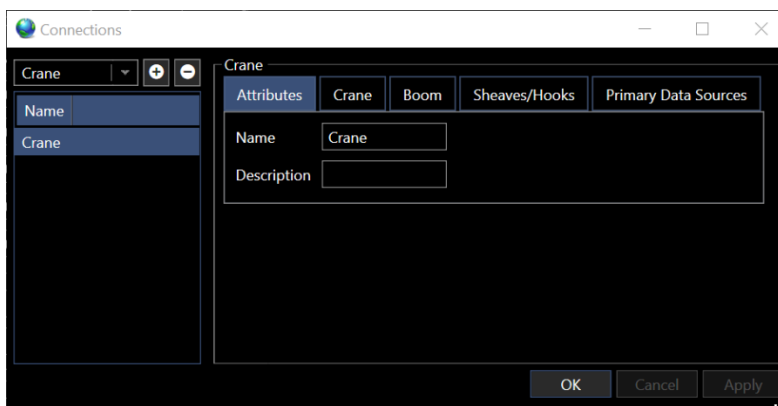 Connections
Crane
Name
Crane
Crane
Attributes Crane Boom Sheaves/Hooks Primary Data Sources
Name Crane
Description
OK Cancel Apply